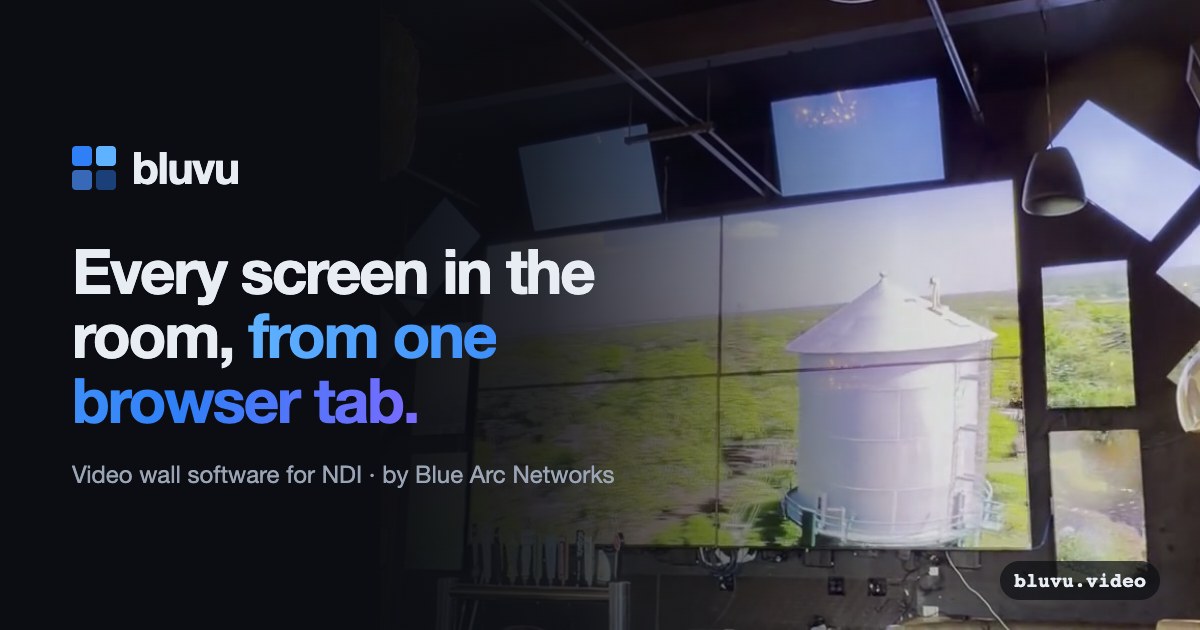 bluvu
Every screen in the
room, from one
browser tab.
Video wall software for NDI · by Blue Arc Networks
bluvu.video